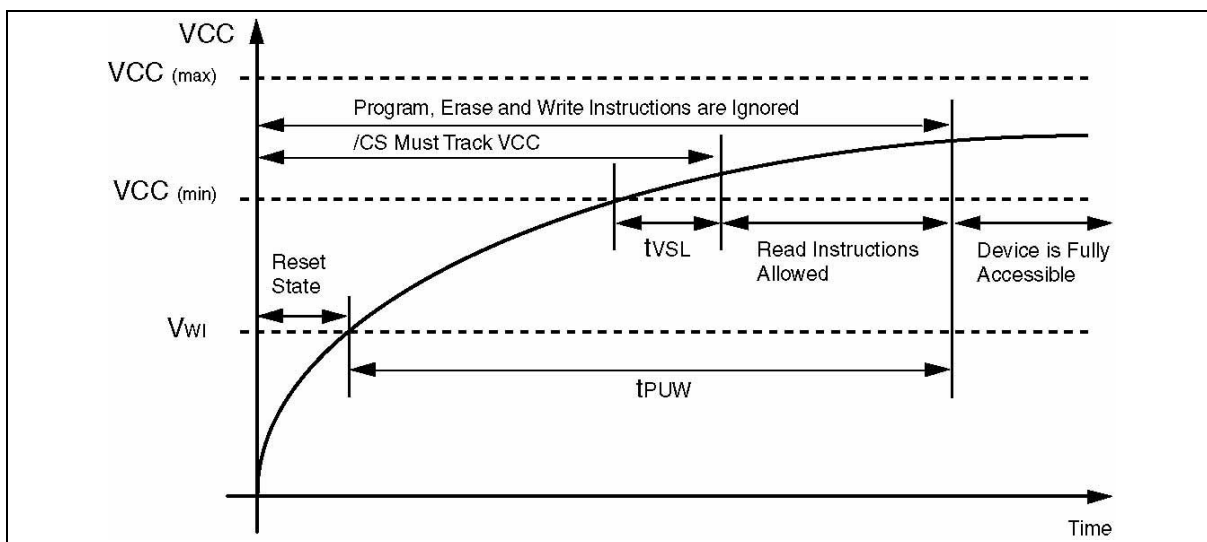 VCC
VCC (max)
Program, Erase and Write Instructions are Ignored
/CS Must Track VCC
VCC (min)
tVSL
Read Instructions
Allowed
Device is Fully
Accessible
Reset
State
VWI
tPUW
Time